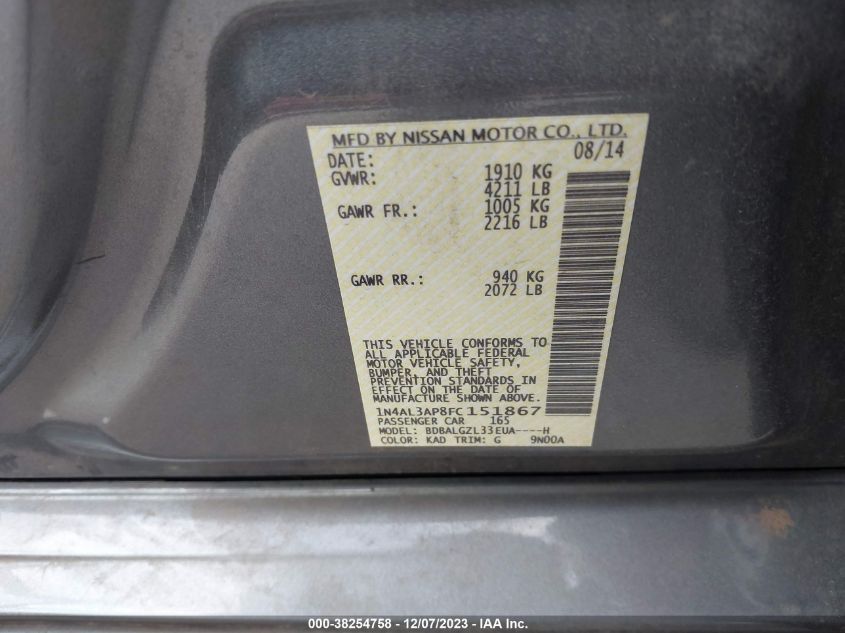 MFD BY NISSAN MOTOR CO., LTD.
DATE: 08/14
GVWR: 1910 KG
4211 LB
GAWR FR.: 1005 KG
2216 LB
GAWR RR.: 940 KG
2072 LB
THIS VEHICLE CONFORMS TO
ALL APPLICABLE FEDERAL
MOTOR VEHICLE SAFETY,
BUMPER, AND THEFT
PREVENTION STANDARDS IN
EFFECT ON THE DATE OF
MANUFACTURE SHOWN ABOVE.
1N4AL3AP8FC151867
PASSENGER CAR 165
MODEL: BDBALGZL33EUA----H
COLOR: KAD TRIM: G 9N00A
000-38254758 - 12/07/2023 - IAA Inc.